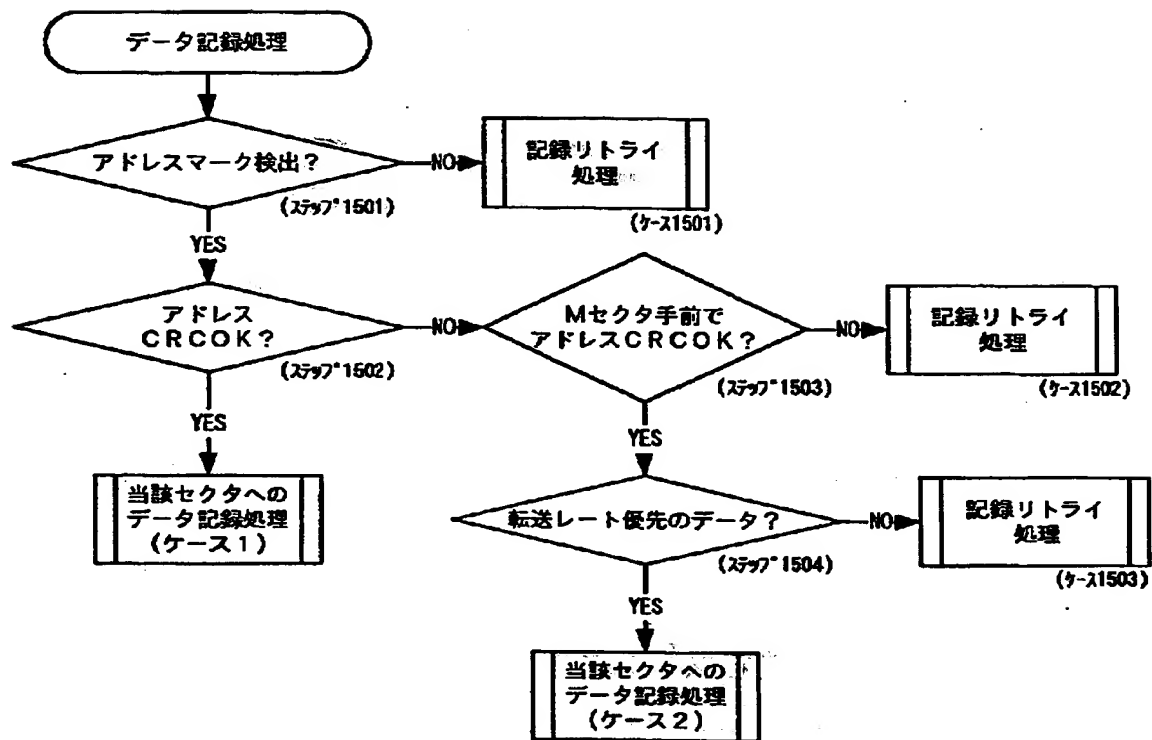 データ記録処理
アドレスマーク検出?
NO
記録リトライ
処理
(ステップ1501)
(ケース1501)
YES
アドレス
CRCOK?
NO
Mセクタ手前で
アドレスCRCOK?
NO
記録リトライ
処理
(ステップ1502)
(ステップ1503)
(ケース1502)
YES
YES
当該セクタへの
データ記録処理
(ケース1)
転送レート優先のデータ?
NO
記録リトライ
処理
(ステップ1504)
(ケース1503)
YES
当該セクタへの
データ記録処理
(ケース2)